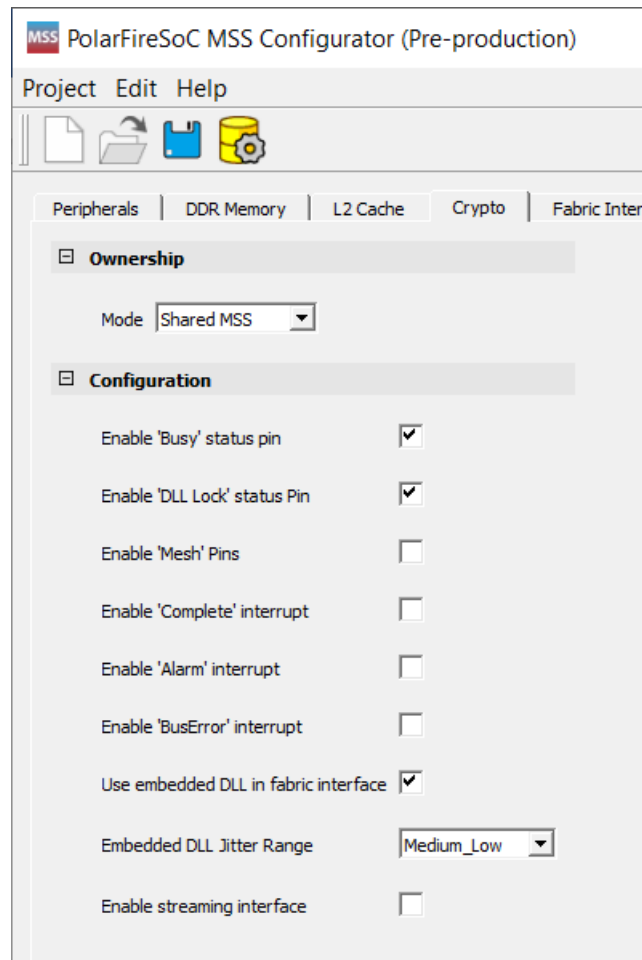 MSS PolarFireSoC MSS Configurator (Pre-production)
Project Edit Help
Peripherals DDR Memory L2 Cache Crypto Fabric Inter
Ownership
Mode Shared MSS
Configuration
Enable 'Busy' status pin
Enable 'DLL Lock' status Pin
Enable 'Mesh' Pins
Enable 'Complete' interrupt
Enable 'Alarm' interrupt
Enable 'BusError' interrupt
Use embedded DLL in fabric interface
Embedded DLL Jitter Range Medium_Low
Enable streaming interface